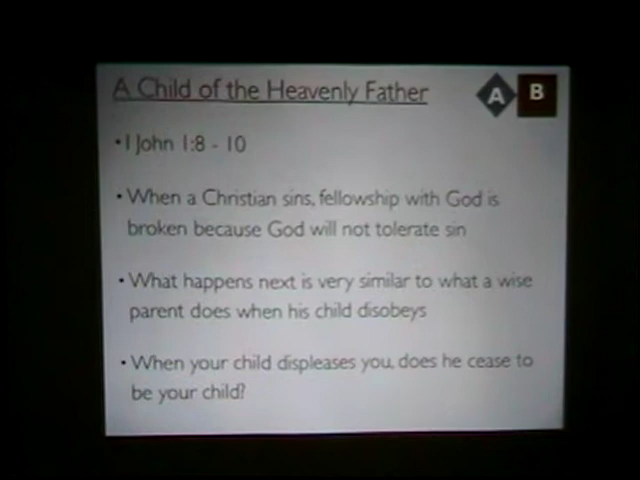 A Child of the Heavenly Father
A B
•1 John 1:8 - 10
•When a Christian sins, fellowship with God is
broken because God will not tolerate sin
•What happens next is very similar to what a wise
parent does when his child disobeys
•When your child displeases you, does he cease to
be your child?